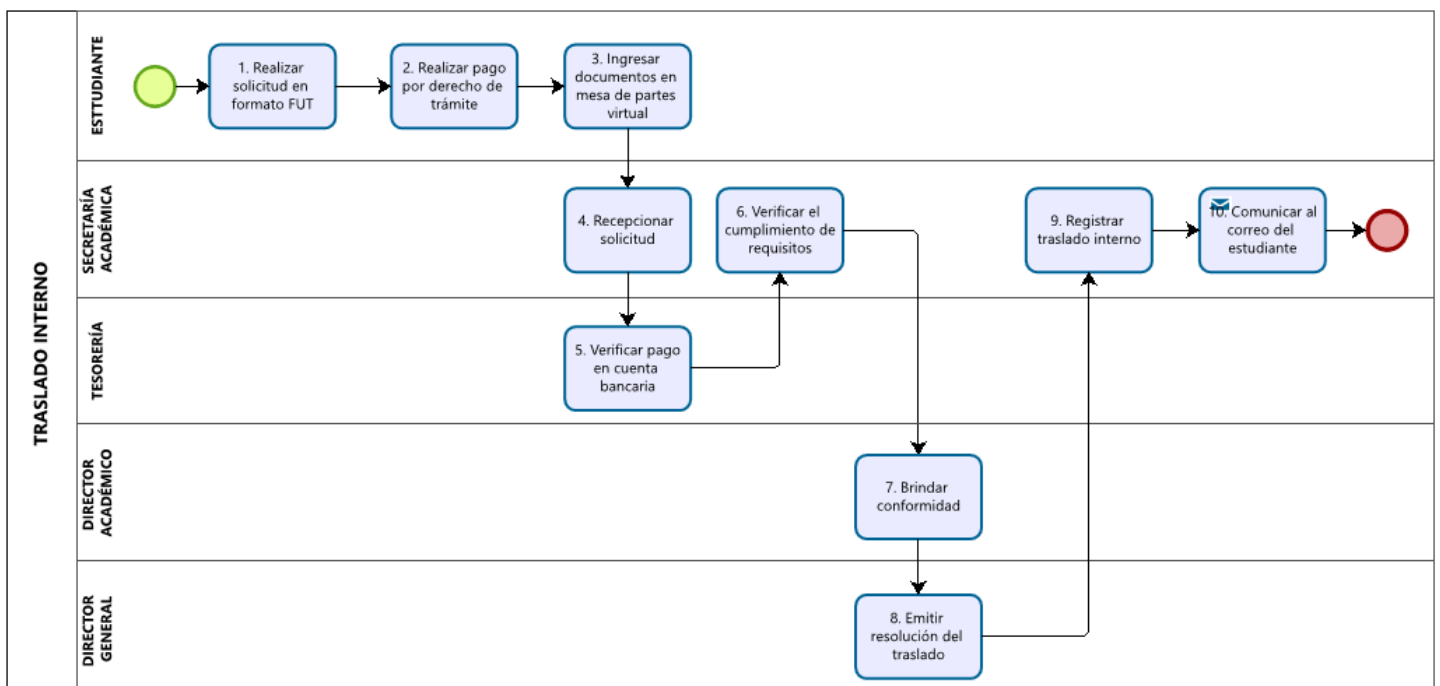 TRASLADO INTERNO
ESTTUDIANTE
1. Realizar
solicitud en
formato FUT
2. Realizar pago
por derecho de
trámite
3. Ingresar
documentos en
mesa de partes
virtual
SECRETARÍA
ACADÉMICA
4. Recepcionar
solicitud
6. Verificar el
cumplimiento de
requisitos
9. Registrar
traslado interno
10. Comunicar al
correo del
estudiante
TESORERÍA
5. Verificar pago
en cuenta
bancaria
DIRECTOR
ACADÉMICO
7. Brindar
conformidad
DIRECTOR
GENERAL
8. Emitir
resolución del
traslado